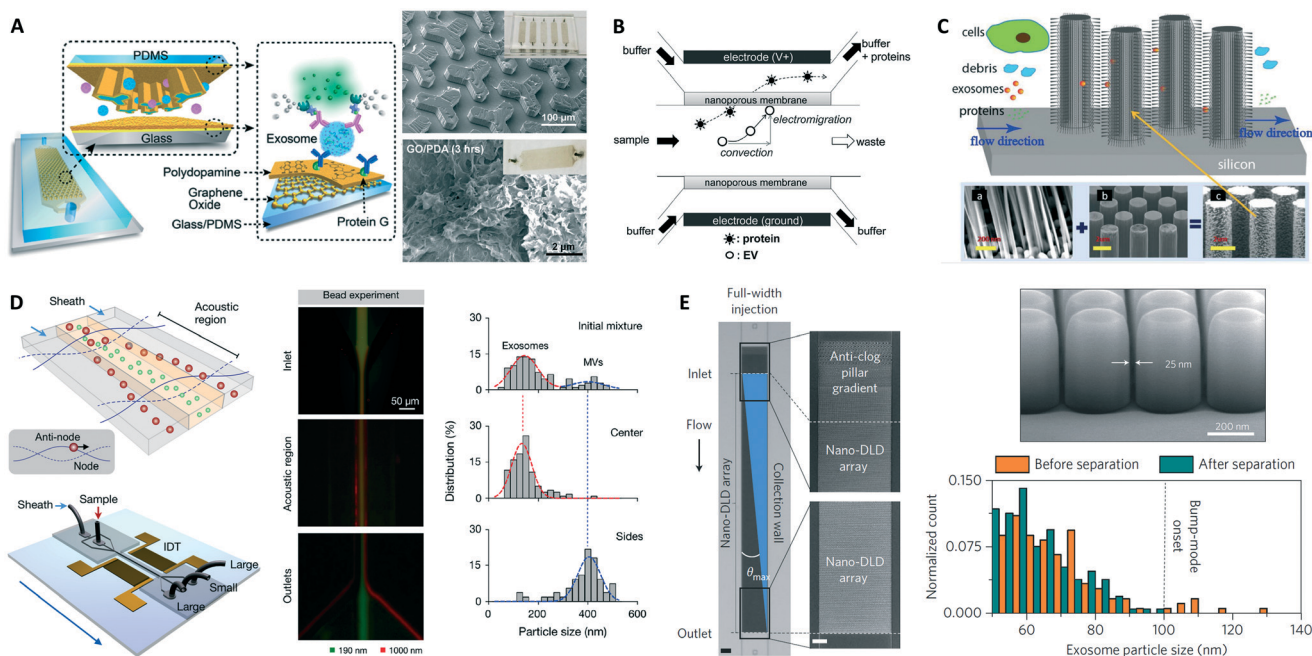 A
PDMS
Glass
Exosome
Polydopamine
Graphene
Oxide
Glass/PDMS
Protein G
100 µm
GO/PDA (3 hrs)
2 µm
B
buffer
electrode (V+)
buffer
+ proteins
nanoporous membrane
electromigration
sample
convection
waste
nanoporous membrane
electrode (ground)
buffer
buffer
: protein
: EV
C
cells
debris
exosomes
proteins
flow direction
flow direction
silicon
a
b
c
+
=
D
Sheath
Acoustic
region
Anti-node
Node
Sheath
Sample
IDT
Large
Small
Large
Bead experiment
Inlet
50 µm
Acoustic region
Outlets
190 nm
1000 nm
Distribution (%)
30
15
0
Exosomes
Initial mixture
MVs
30
15
0
Center
30
15
0
Sides
0
200
400
600
Particle size (nm)
E
Full-width
injection
Inlet
Flow
Nano-DLD array
Collection wall
θmax
Outlet
Anti-clog
pillar
gradient
Nano-DLD
array
Nano-DLD
array
25 nm
200 nm
Before separation
After separation
Normalized count
0.150
0.075
0.000
Bump-mode
onset
60
80
100
120
140
Exosome particle size (nm)